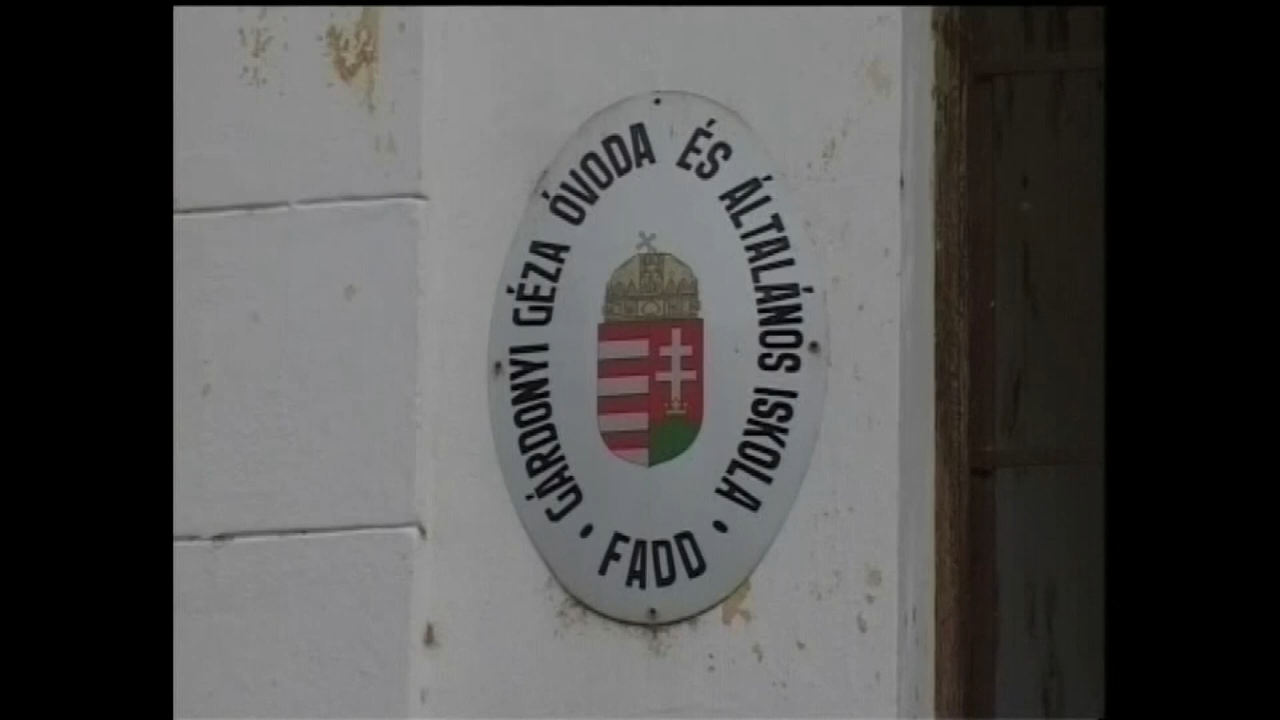 GÁRDONYI GÉZA ÓVODA ÉS ÁLTALÁNOS ISKOLA
• FADD •